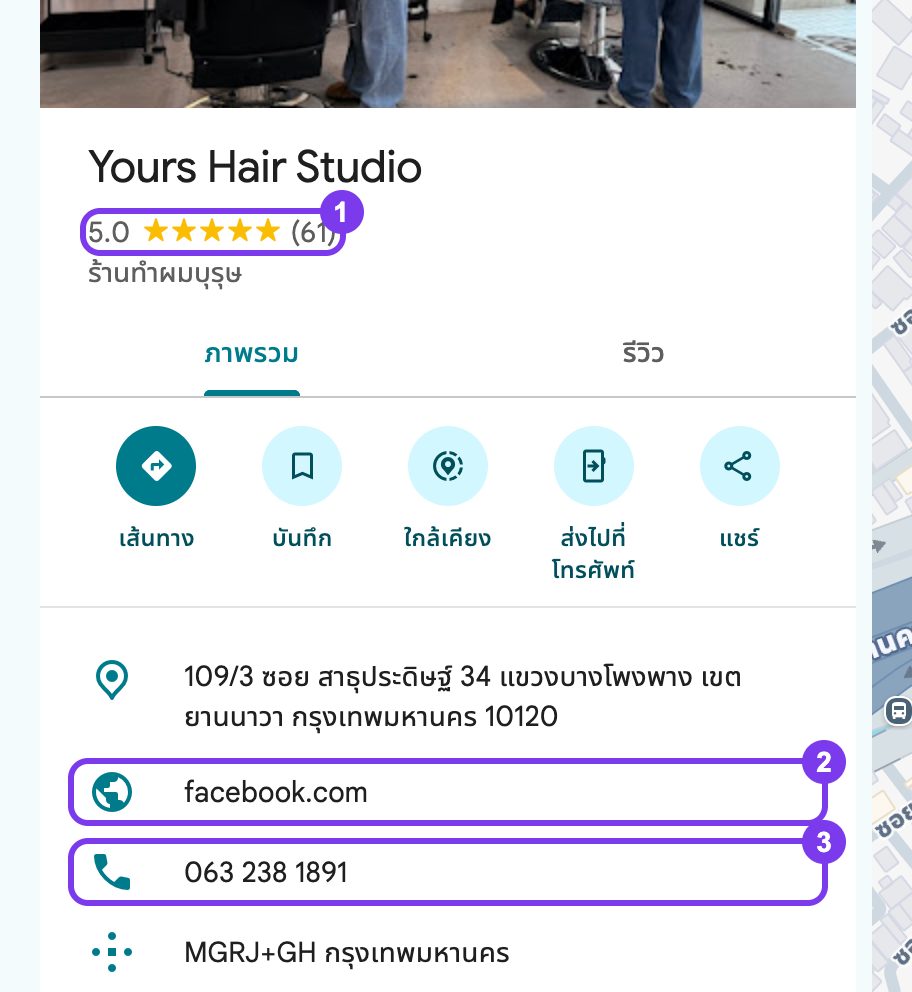 Yours Hair Studio
1
5.0 ★★★★★ (61)
ร้านทำผมบุรุษ
ภาพรวม
รีวิว
เส้นทาง
บันทึก
ใกล้เคียง
ส่งไปที่
โทรศัพท์
แชร์
109/3 ซอย สาธุประดิษฐ์ 34 แขวงบางโพงพาง เขต
ยานนาวา กรุงเทพมหานคร 10120
2
facebook.com
3
063 238 1891
MGRJ+GH กรุงเทพมหานคร